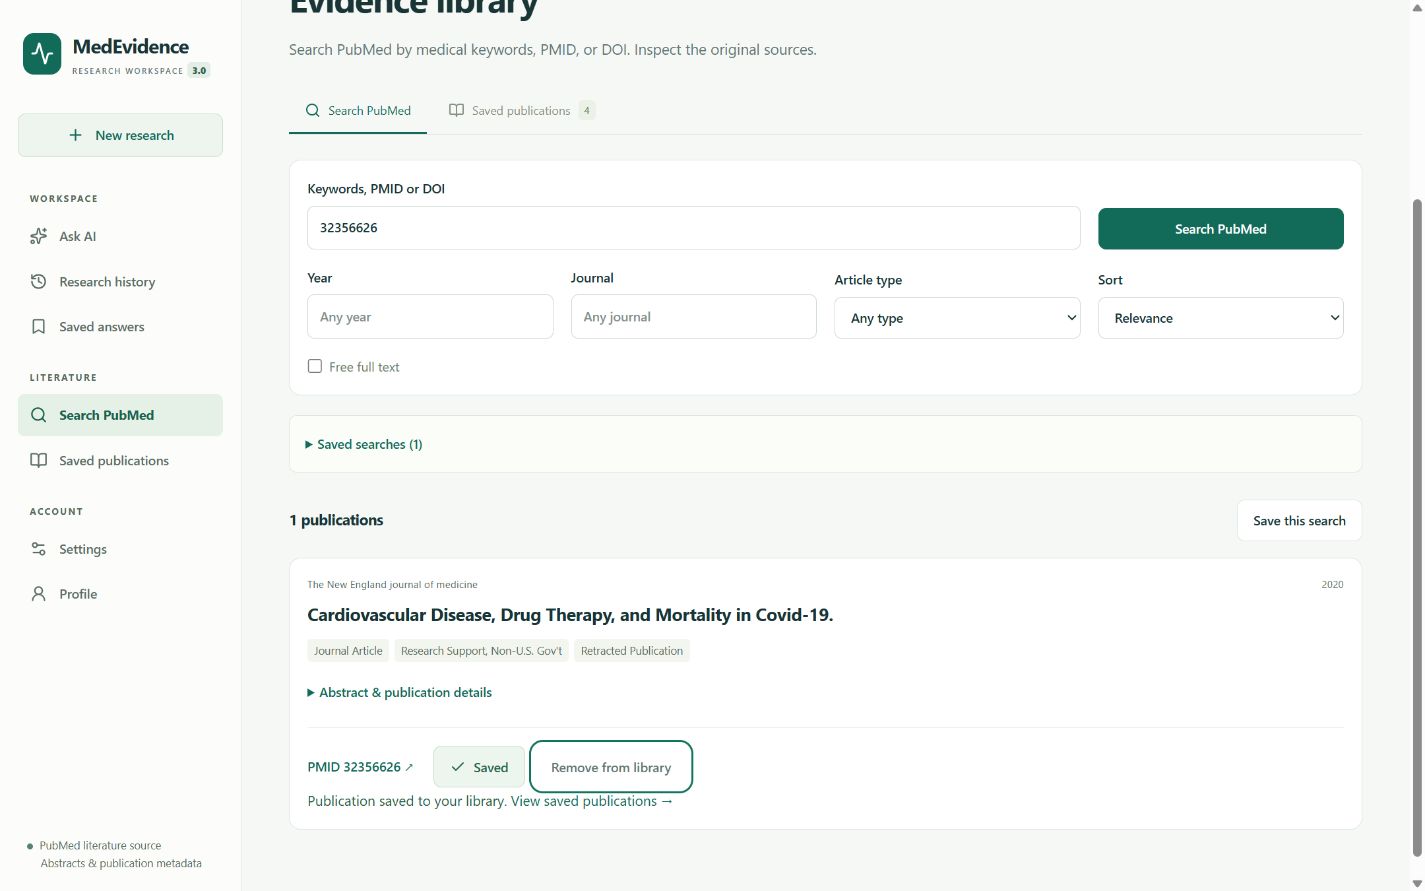 Evidence library
MedEvidence
RESEARCH WORKSPACE 3.0
New research
WORKSPACE
Ask AI
Research history
Saved answers
LITERATURE
Search PubMed
Saved publications
ACCOUNT
Settings
Profile
PubMed literature source
Abstracts & publication metadata
Search PubMed by medical keywords, PMID, or DOI. Inspect the original sources.
Search PubMed
Saved publications 4
Keywords, PMID or DOI
32356626
Search PubMed
Year
Journal
Article type
Sort
Any year
Any journal
Any type
Relevance
Free full text
Saved searches (1)
1 publications
Save this search
The New England journal of medicine
2020
Cardiovascular Disease, Drug Therapy, and Mortality in Covid-19.
Journal Article
Research Support, Non-U.S. Gov't
Retracted Publication
Abstract & publication details
PMID 32356626 ↗
Saved
Remove from library
Publication saved to your library. View saved publications →